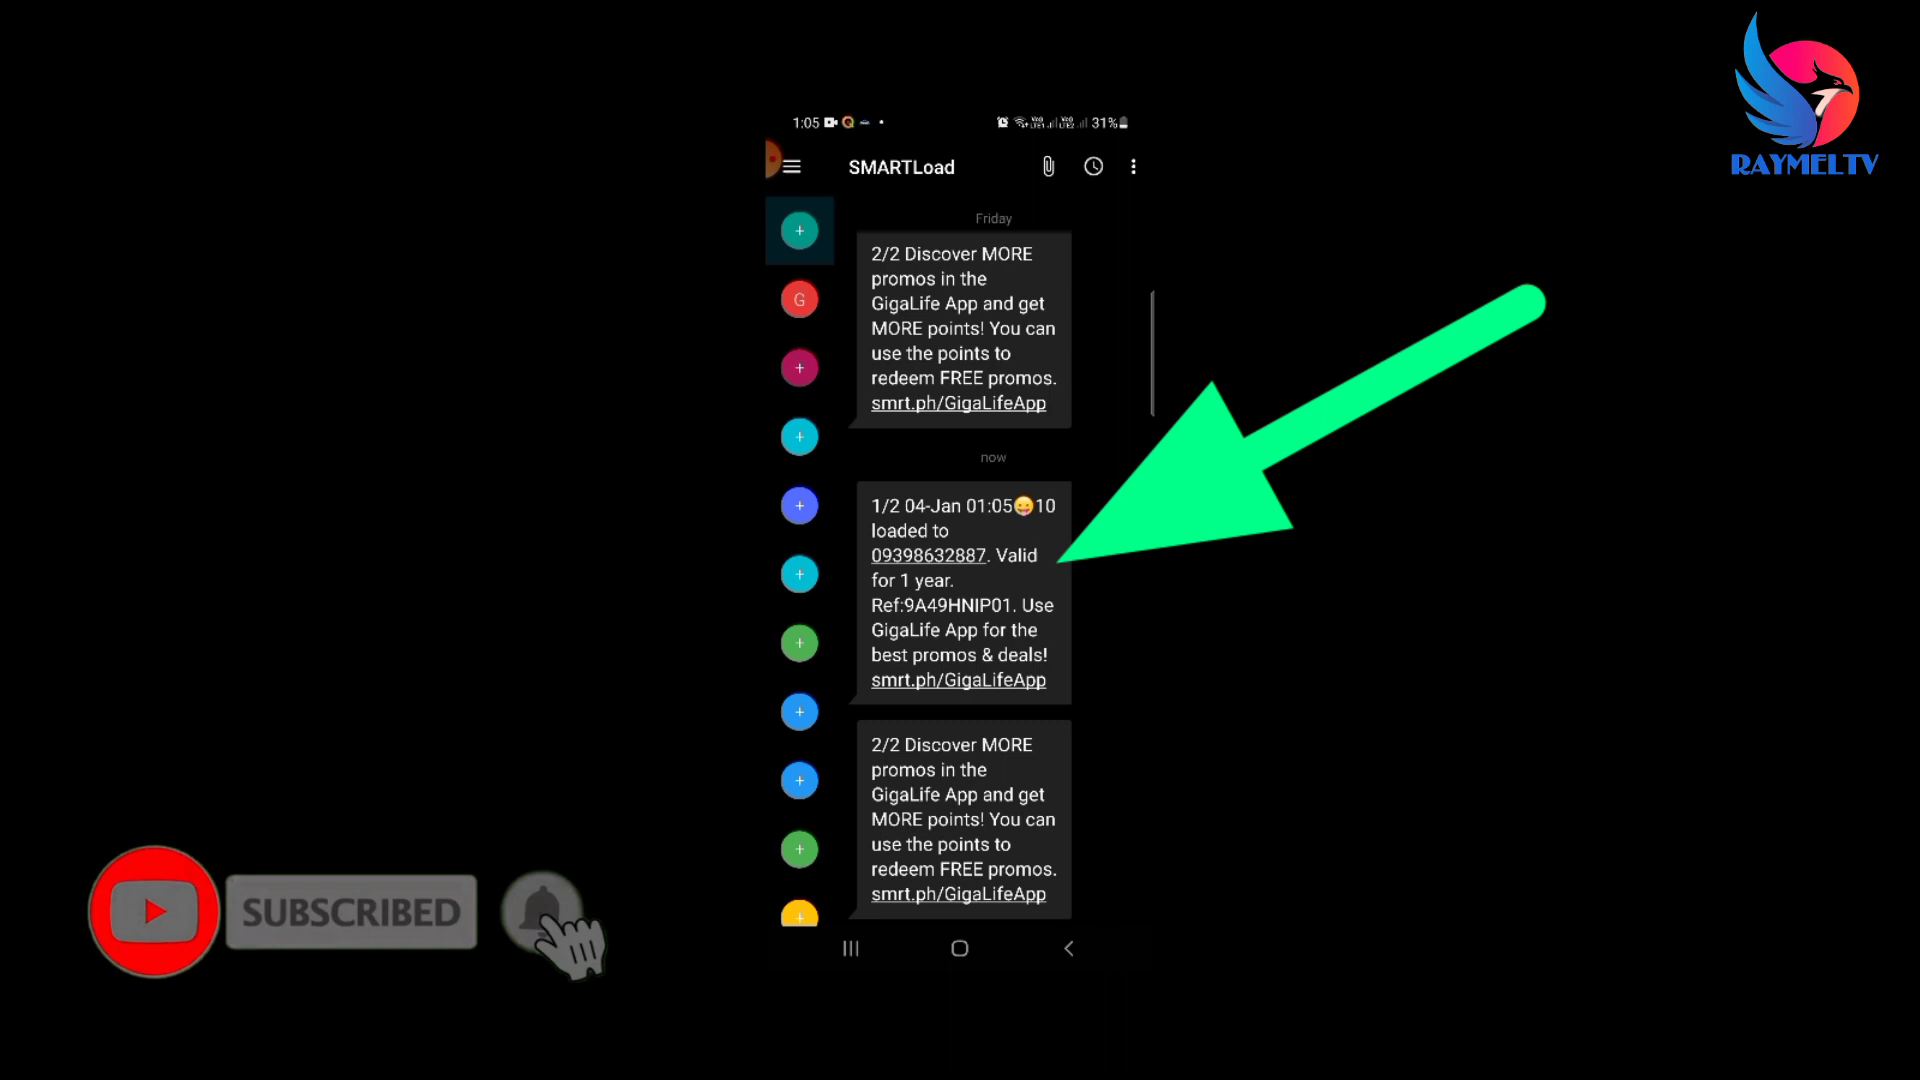 RAYMELTV
1:05 31%
SMARTLoad
Friday
2/2 Discover MORE
promos in the
GigaLife App and get
MORE points! You can
use the points to
redeem FREE promos.
smrt.ph/GigaLifeApp
now
1/2 04-Jan 01:05😛10
loaded to
09398632887. Valid
for 1 year.
Ref:9A49HNIP01. Use
GigaLife App for the
best promos & deals!
smrt.ph/GigaLifeApp
2/2 Discover MORE
promos in the
GigaLife App and get
MORE points! You can
use the points to
redeem FREE promos.
smrt.ph/GigaLifeApp
G
SUBSCRIBED